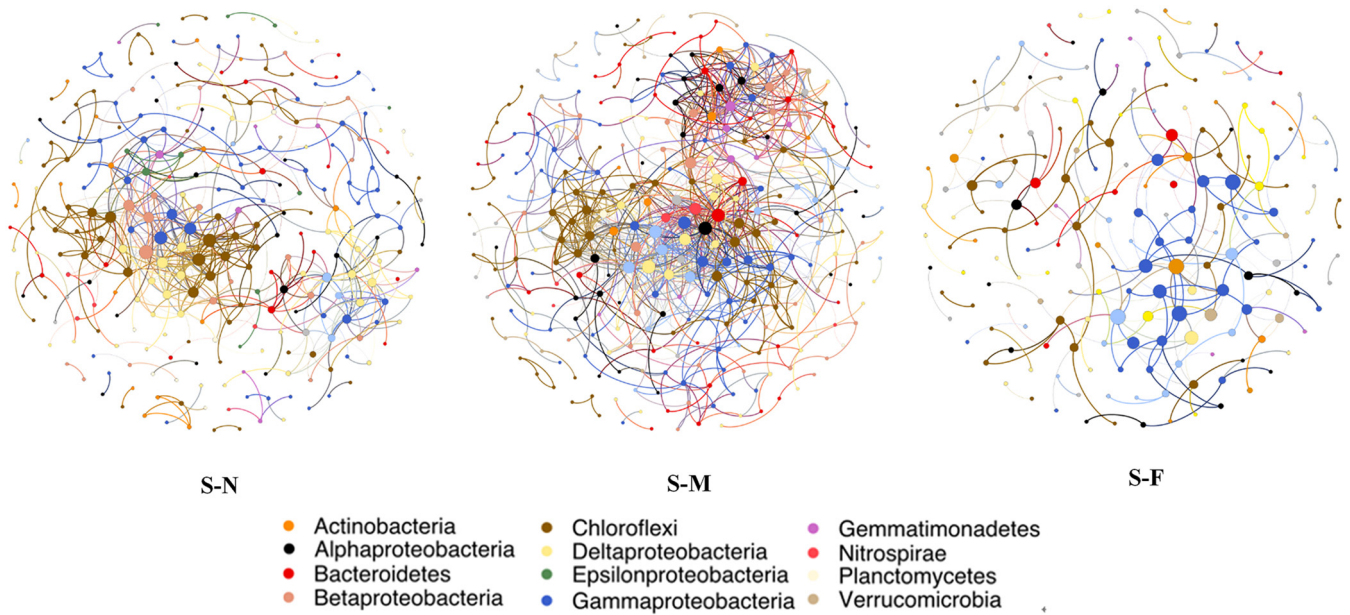 S-N S-M S-F
Actinobacteria Chloroflexi Gemmatimonadetes
Alphaproteobacteria Deltaproteobacteria Nitrospirae
Bacteroidetes Epsilonproteobacteria Planctomycetes
Betaproteobacteria Gammaproteobacteria Verrucomicrobia